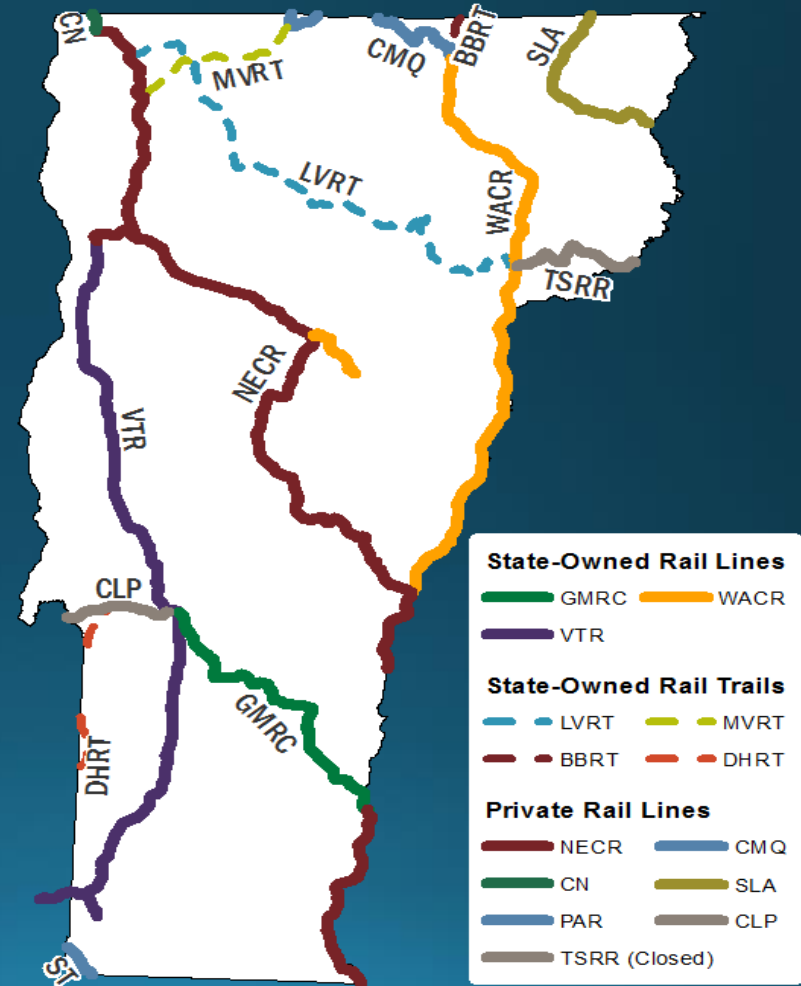 CN
MVRT
CMQ
BBRT
SLA
LVRT
WACR
TSRR
NECR
VTR
CLP
GMRC
DHRT
ST
State-Owned Rail Lines
GMRC WACR
VTR
State-Owned Rail Trails
LVRT MVRT
BBRT DHRT
Private Rail Lines
NECR CMQ
CN SLA
PAR CLP
TSRR (Closed)